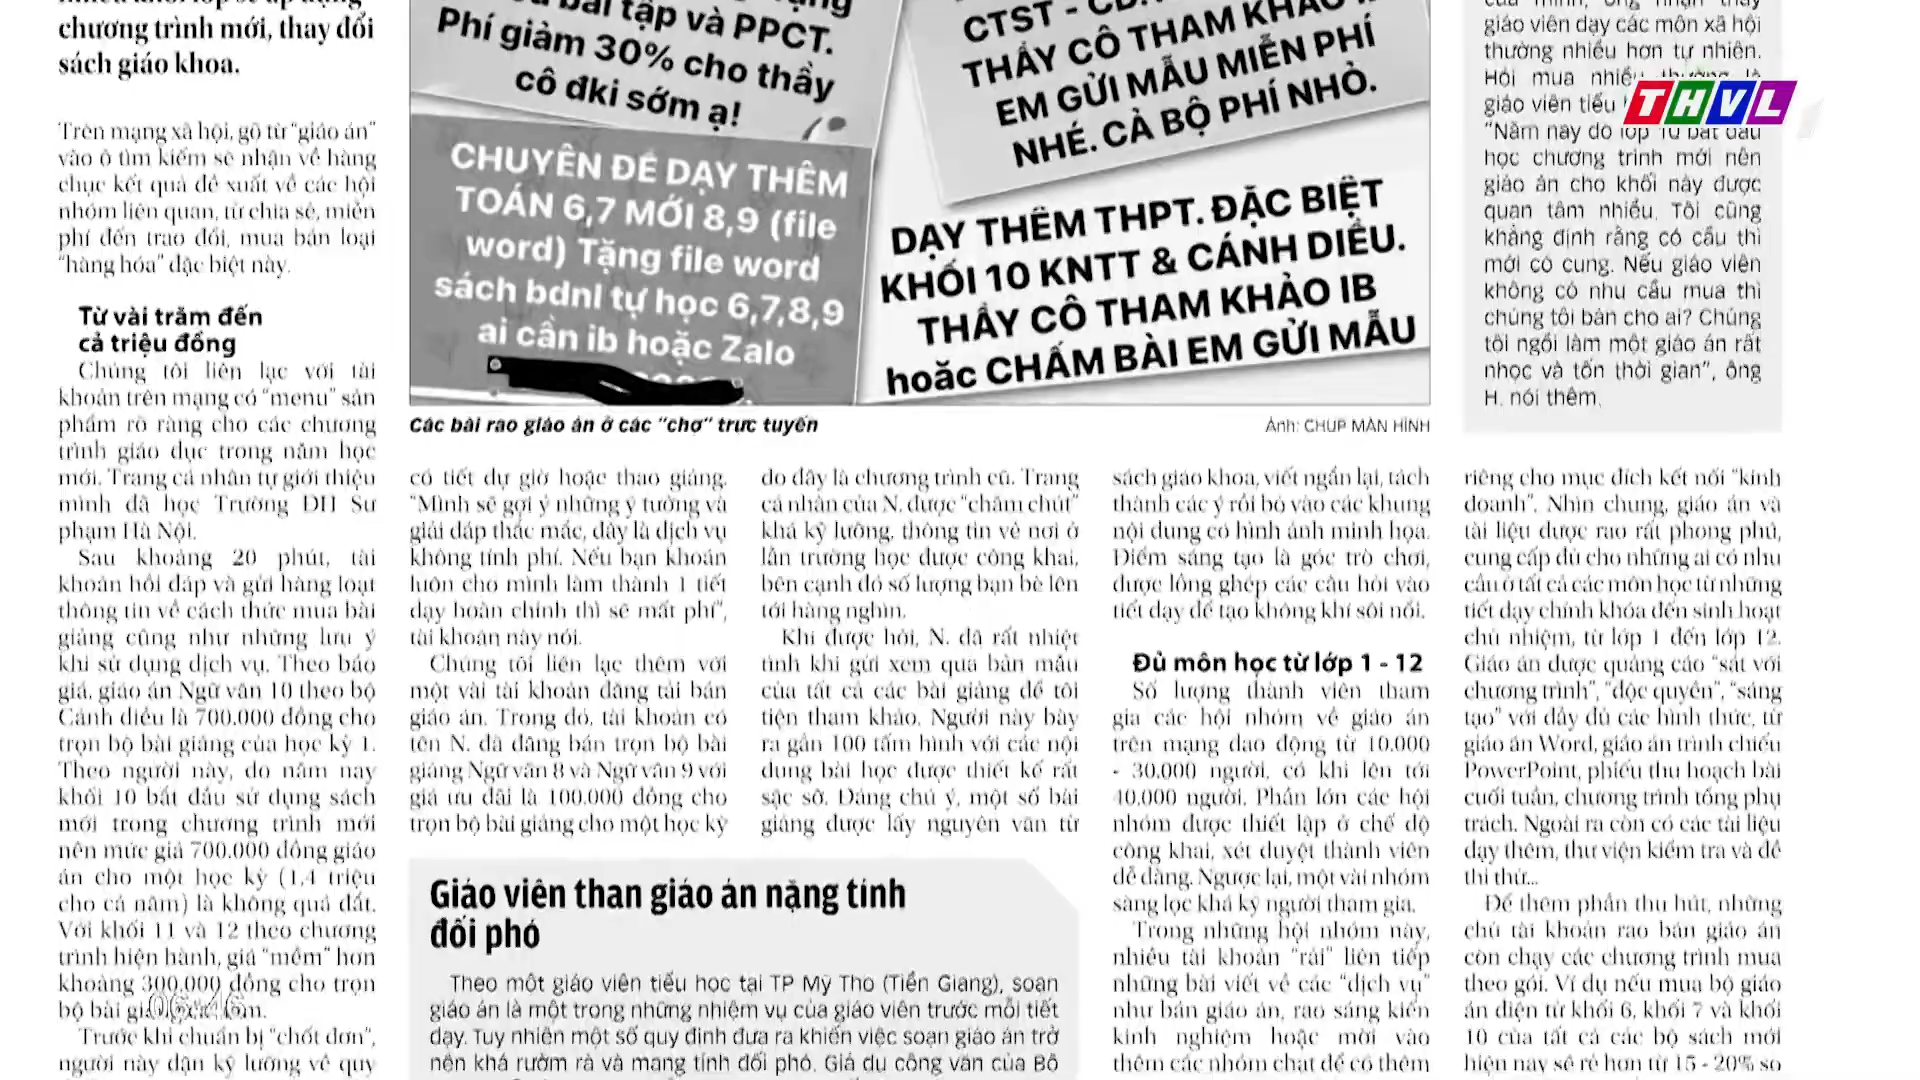 chương trình mới, thay đổi
sách giáo khoa.
Trên mạng xã hội, gõ từ “giáo án”
vào ô tìm kiếm sẽ nhận về hàng
chục kết quả đề xuất về các hội
nhóm liên quan, từ chia sẻ, miễn
phí đến trao đổi, mua bán loại
“hàng hóa” đặc biệt này.
Từ vài trăm đến
cả triệu đồng
Chúng tôi liên lạc với tài
khoản trên mạng có “menu” sản
phẩm rõ ràng cho các chương
trình giáo dục trong năm học
mới. Trang cá nhân tự giới thiệu
mình đã học Trường ĐH Sư
phạm Hà Nội.
Sau khoảng 20 phút, tài
khoản hồi đáp và gửi hàng loạt
thông tin về cách thức mua bài
giảng cũng như những lưu ý
khi sử dụng dịch vụ. Theo báo
giá, giáo án Ngữ văn 10 theo bộ
Cánh diều là 700.000 đồng cho
trọn bộ bài giảng của học kỳ 1.
Theo người này, do năm nay
khối 10 bắt đầu sử dụng sách
mới trong chương trình mới
nên mức giá 700.000 đồng giáo
án cho một học kỳ (1,4 triệu
cho cả năm) là không quá đắt.
Với khối 11 và 12 theo chương
trình hiện hành, giá “mềm” hơn
khoảng 300.000 đồng cho trọn
bộ bài
06:46
Trước khi chuẩn bị “chốt đơn”,
người này dặn kỹ lưỡng về quy
bài tập và PPCT.
Phí giảm 30% cho thầy
cô đki sớm ạ!
CHUYÊN ĐỀ DẠY THÊM
TOÁN 6,7 MỚI 8,9 (file
word) Tặng file word
sách bdnl tự học 6,7,8,9
ai cần ib hoặc Zalo
CTST -
THẦY CÔ THAM KHẢO
EM GỬI MẪU MIỄN PHÍ
NHÉ. CẢ BỘ PHÍ NHỎ.
DẠY THÊM THPT. ĐẶC BIỆT
KHỐI 10 KNTT & CÁNH DIỀU.
THẦY CÔ THAM KHẢO IB
hoặc CHẤM BÀI EM GỬI MẪU
Các bài rao giáo án ở các “chợ” trực tuyến
Ảnh: CHỤP MÀN HÌNH
có tiết dự giờ hoặc thao giảng.
“Mình sẽ gợi ý những ý tưởng và
giải đáp thắc mắc, đây là dịch vụ
không tính phí. Nếu bạn khoán
luôn cho mình làm thành 1 tiết
dạy hoàn chỉnh thì sẽ mất phí”,
tài khoản này nói.
Chúng tôi liên lạc thêm với
một vài tài khoản đăng tải bán
giáo án. Trong đó, tài khoản có
tên N. đã đăng bán trọn bộ bài
giảng Ngữ văn 8 và Ngữ văn 9 với
giá ưu đãi là 100.000 đồng cho
trọn bộ bài giảng cho một học kỳ
do đây là chương trình cũ. Trang
cá nhân của N. được “chăm chút”
khá kỹ lưỡng, thông tin về nơi ở
lẫn trường học được công khai,
bên cạnh đó số lượng bạn bè lên
tới hàng nghìn.
Khi được hỏi, N. đã rất nhiệt
tình khi gửi xem qua bản mẫu
của tất cả các bài giảng để tôi
tiện tham khảo. Người này bày
ra gần 100 tấm hình với các nội
dung bài học được thiết kế rất
sặc sỡ. Đáng chú ý, một số bài
giảng được lấy nguyên văn từ
sách giáo khoa, viết ngắn lại, tách
thành các ý rồi bỏ vào các khung
nội dung có hình ảnh minh họa.
Điểm sáng tạo là góc trò chơi,
được lồng ghép các câu hỏi vào
tiết dạy để tạo không khí sôi nổi.
Đủ môn học từ lớp 1 - 12
Số lượng thành viên tham
gia các hội nhóm về giáo án
trên mạng dao động từ 10.000
- 30.000 người, có khi lên tới
40.000 người. Phần lớn các hội
nhóm được thiết lập ở chế độ
công khai, xét duyệt thành viên
dễ dàng. Ngược lại, một vài nhóm
sàng lọc khá kỹ người tham gia.
Trong những hội nhóm này,
nhiều tài khoản “rải” liên tiếp
những bài viết về các “dịch vụ”
như bán giáo án, rao sáng kiến
kinh nghiệm hoặc mời vào
thêm các nhóm chat để có thêm
Giáo viên than giáo án nặng tính
đối phó
Theo một giáo viên tiểu học tại TP Mỹ Tho (Tiền Giang), soạn
giáo án là một trong những nhiệm vụ của giáo viên trước mỗi tiết
dạy. Tuy nhiên một số quy định đưa ra khiến việc soạn giáo án trở
nên khá rườm rà và mang tính đối phó. Giả dụ công văn của Bộ
giáo viên dạy các môn xã hội
thường nhiều hơn tự nhiên.
Hỏi mua nhiều thường là
giáo viên tiểu
“Năm nay do lớp 10 bắt đầu
học chương trình mới nên
giáo án cho khối này được
quan tâm nhiều. Tôi cũng
khẳng định rằng có cầu thì
mới có cung. Nếu giáo viên
không có nhu cầu mua thì
chúng tôi bán cho ai? Chúng
tôi ngồi làm một giáo án rất
nhọc và tốn thời gian”, ông
H. nói thêm.
THVL 1
riêng cho mục đích kết nối “kinh
doanh”. Nhìn chung, giáo án và
tài liệu được rao rất phong phú,
cung cấp đủ cho những ai có nhu
cầu ở tất cả các môn học từ những
tiết dạy chính khóa đến sinh hoạt
chủ nhiệm, từ lớp 1 đến lớp 12.
Giáo án được quảng cáo “sát với
chương trình”, “độc quyền”, “sáng
tạo” với đầy đủ các hình thức, từ
giáo án Word, giáo án trình chiếu
PowerPoint, phiếu thu hoạch bài
cuối tuần, chương trình tổng phụ
trách. Ngoài ra còn có các tài liệu
dạy thêm, thư viện kiểm tra và đề
thi thử...
Để thêm phần thu hút, những
chủ tài khoản rao bán giáo án
còn chạy các chương trình mua
theo gói. Ví dụ nếu mua bộ giáo
án điện tử khối 6, khối 7 và khối
10 của tất cả các bộ sách mới
hiện nay sẽ rẻ hơn từ 15 - 20% so